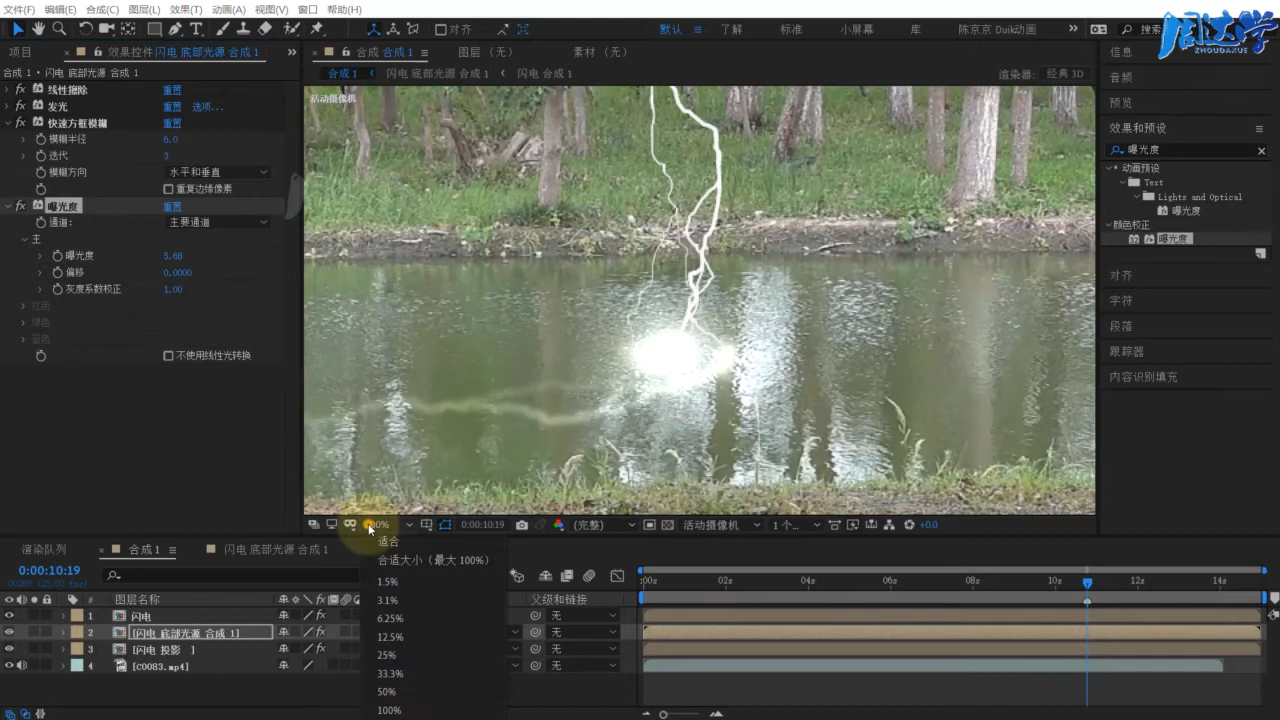 文件(F) 编辑(E) 合成(C) 图层(L) 效果(T) 动画(A) 视图(V) 窗口 帮助(H)
对齐 默认 了解 标准 小屏幕 库 陈京京 Duik动画 搜索
周达学
ZHOUDAXUE
项目 效果控件 闪电 底部光源 合成 1
合成 合成 1 图层（无） 素材（无）
信息
合成 1 • 闪电 底部光源 合成 1
合成 1 闪电 底部光源 合成 1 闪电 合成 1 渲染器: 经典 3D
音频
预览
效果和预设
曝光度
动画预设
Text
Lights and Optical
曝光度
颜色校正
曝光度
对齐
字符
段落
跟踪器
内容识别填充
fx 线性擦除 重置
fx 发光 重置 选项...
fx 快速方框模糊 重置
模糊半径 6.0
迭代 3
模糊方向 水平和垂直
重复边缘像素
fx 曝光度 重置
通道: 主要通道
主
曝光度 5.68
偏移 0.0000
灰度系数校正 1.00
红色
绿色
蓝色
不使用线性光转换
活动摄像机
0:00:10:19 (完整) 活动摄像机 1 个... +0.0
适合
合适大小（最大 100%）
1.5%
3.1%
6.25%
12.5%
25%
33.3%
50%
100%
渲染队列 合成 1 闪电 底部光源 合成 1
0:00:10:19
# 图层名称 父级和链接
:00s 02s 04s 06s 08s 10s 12s 14s
1 闪电 fx 无
2 [闪电 底部光源 合成 1] fx 无
3 [闪电 投影 ] fx 无
4 [C0083.mp4] 无